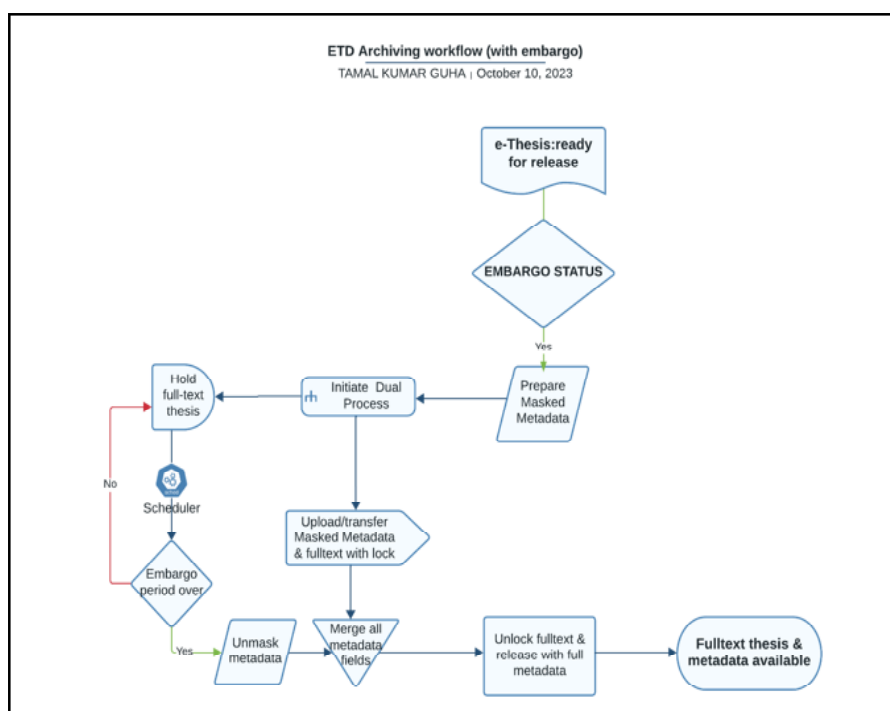 ETD Archiving workflow (with embargo)
TAMAL KUMAR GUHA | October 10, 2023
e-Thesis:ready
for release
EMBARGO STATUS
Yes
Prepare
Masked
Metadata
Initiate Dual
Process
Hold
full-text
thesis
No
Scheduler
Upload/transfer
Masked Metadata
& fulltext with lock
Embargo
period over
Yes
Unmask
metadata
Merge all
metadata
fields
Unlock fulltext &
release with full
metadata
Fulltext thesis &
metadata available